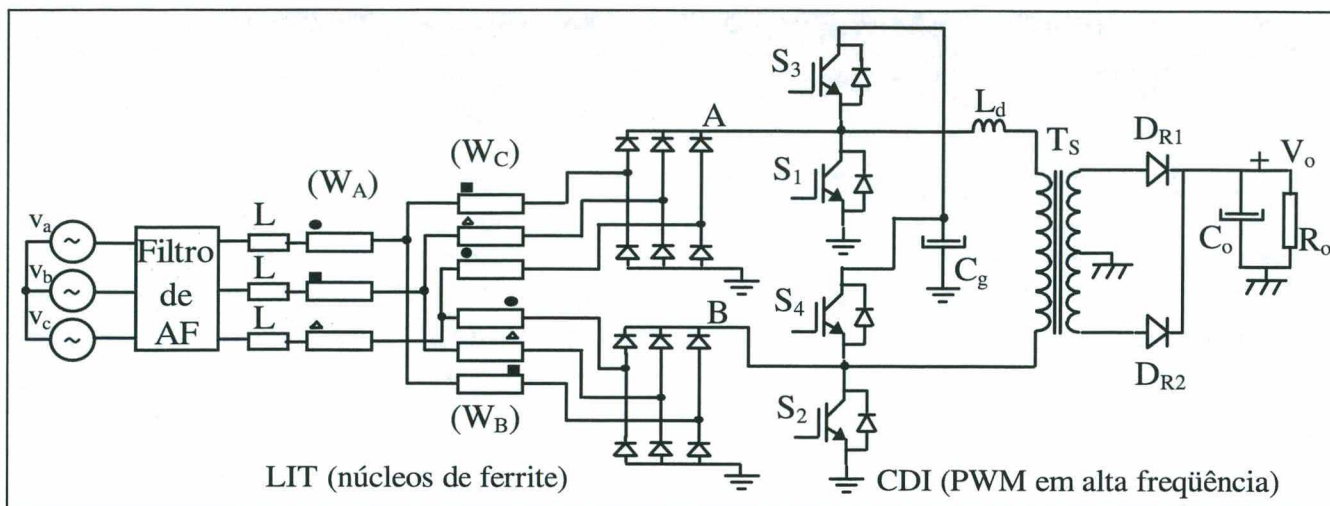 S₃
L_d
A
T_S
D_R1
+ V_o
(W_C)
S₁
(W_A)
L
v_a
~
Filtro
de
AF
C_o
R_o
v_b
~
L
C_g
v_c
~
L
S₄
B
D_R2
S₂
(W_B)
LIT (núcleos de ferrite)
CDI (PWM em alta freqüência)